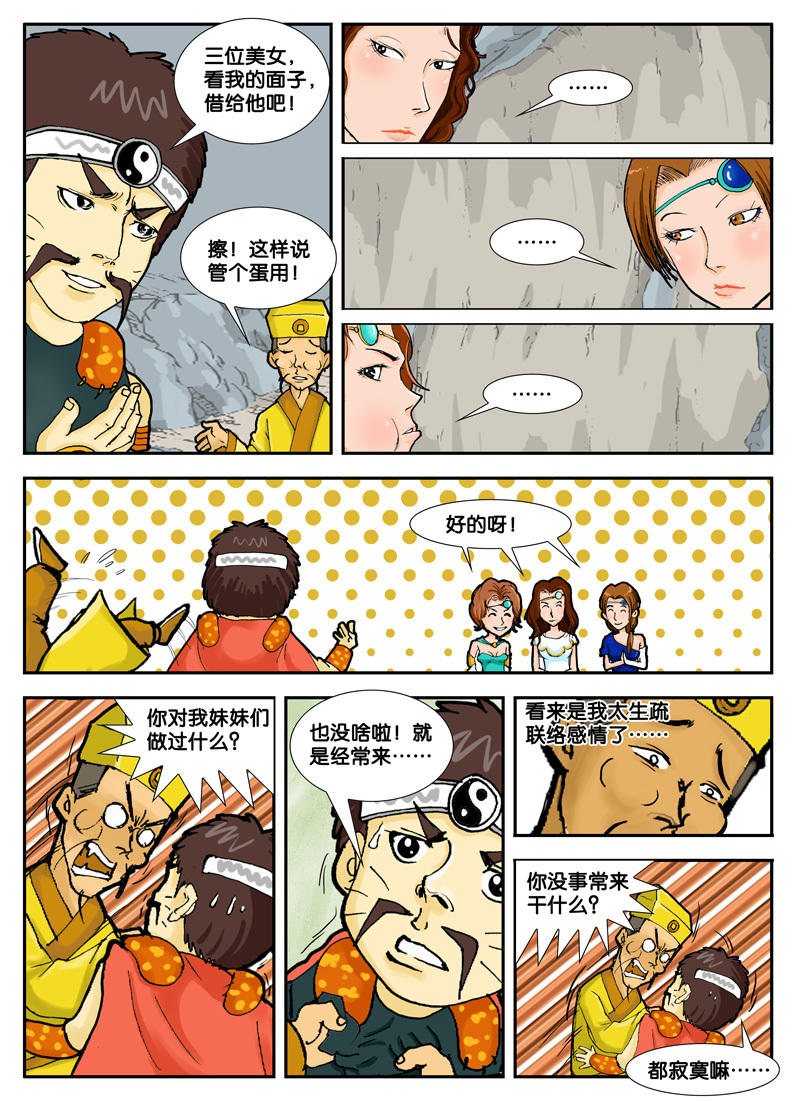 三位美女，
看我的面子，
借给他吧！
擦！这样说
管个蛋用！
……
……
……
好的呀！
你对我妹妹们
做过什么？
也没啥啦！就
是经常来……
看来是我太生疏
联络感情了……
你没事常来
干什么？
都寂寞嘛……